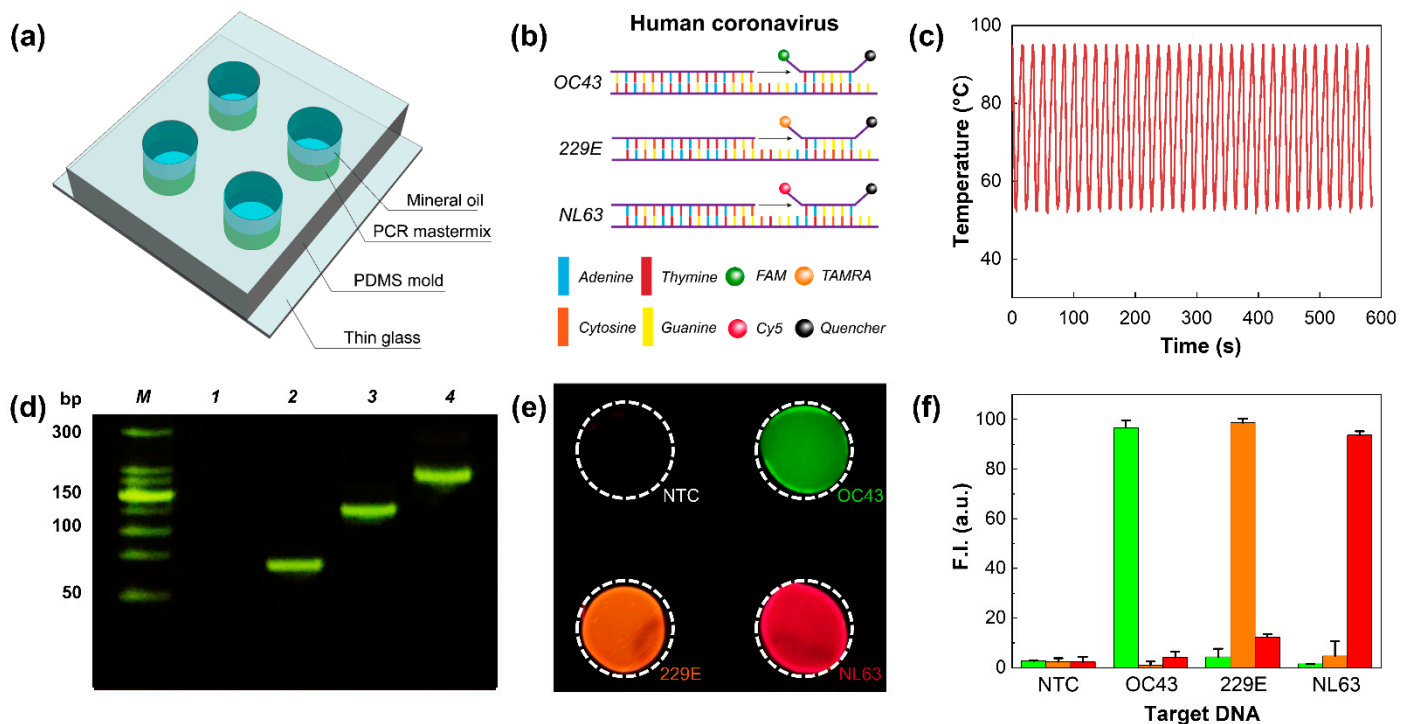 (a)
Mineral oil
PCR mastermix
PDMS mold
Thin glass
(b)
Human coronavirus
OC43
229E
NL63
Adenine Thymine FAM TAMRA
Cytosine Guanine Cy5 Quencher
(c)
Temperature (°C)
100
80
60
40
0 100 200 300 400 500 600
Time (s)
(d)
bp M 1 2 3 4
300
150
100
50
(e)
NTC
OC43
229E
NL63
(f)
F.I. (a.u.)
100
80
60
40
20
0
NTC OC43 229E NL63
Target DNA